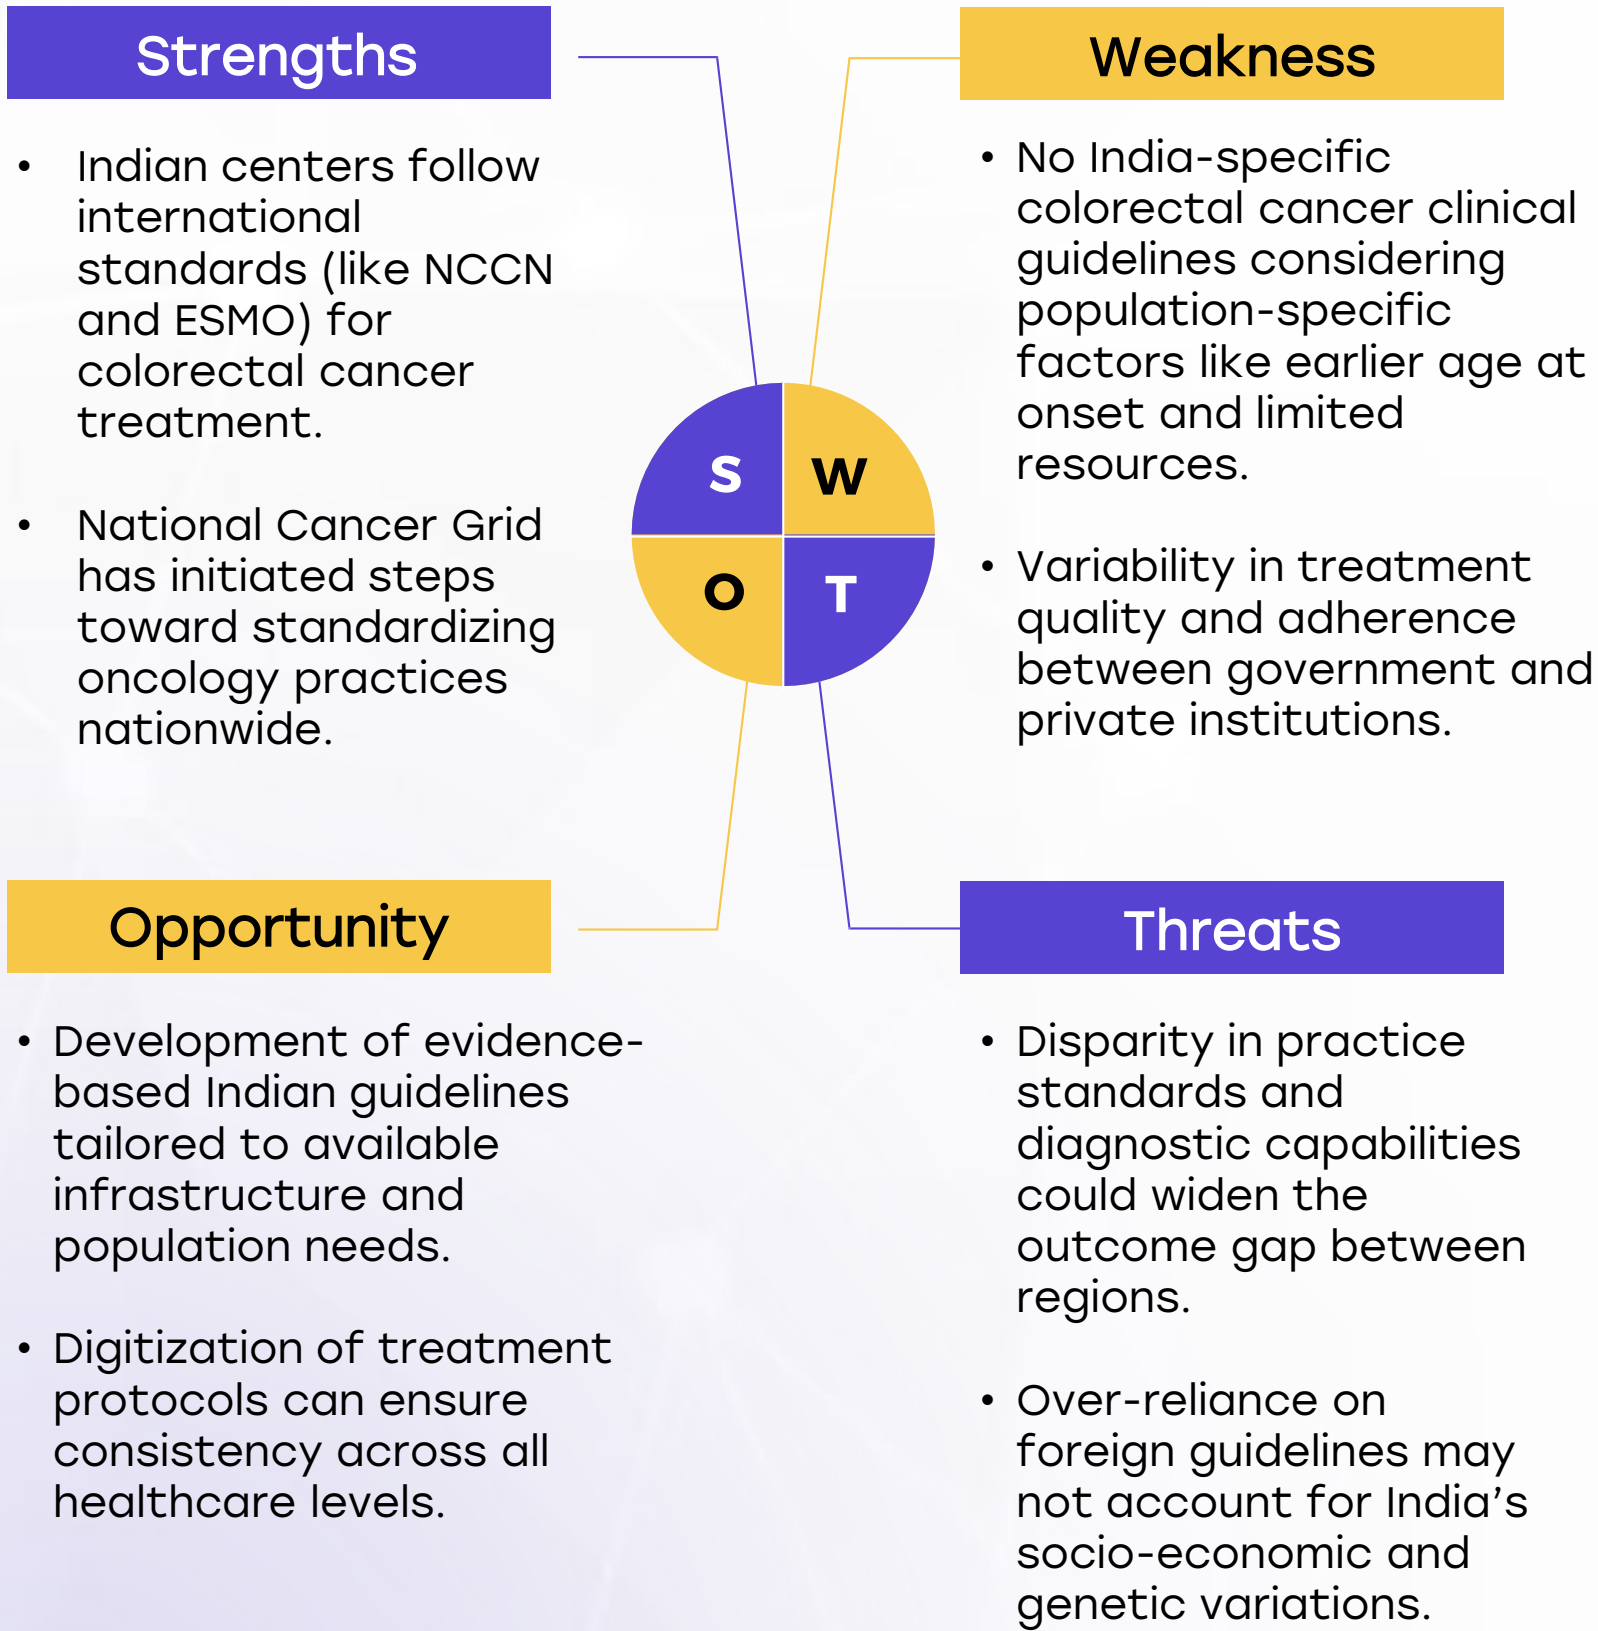 Strengths
• Indian centers follow
international
standards (like NCCN
and ESMO) for
colorectal cancer
treatment.
• National Cancer Grid
has initiated steps
toward standardizing
oncology practices
nationwide.
Weakness
• No India-specific
colorectal cancer clinical
guidelines considering
population-specific
factors like earlier age at
onset and limited
resources.
• Variability in treatment
quality and adherence
between government and
private institutions.
S
W
O
T
Opportunity
• Development of evidence-
based Indian guidelines
tailored to available
infrastructure and
population needs.
• Digitization of treatment
protocols can ensure
consistency across all
healthcare levels.
Threats
• Disparity in practice
standards and
diagnostic capabilities
could widen the
outcome gap between
regions.
• Over-reliance on
foreign guidelines may
not account for India’s
socio-economic and
genetic variations.